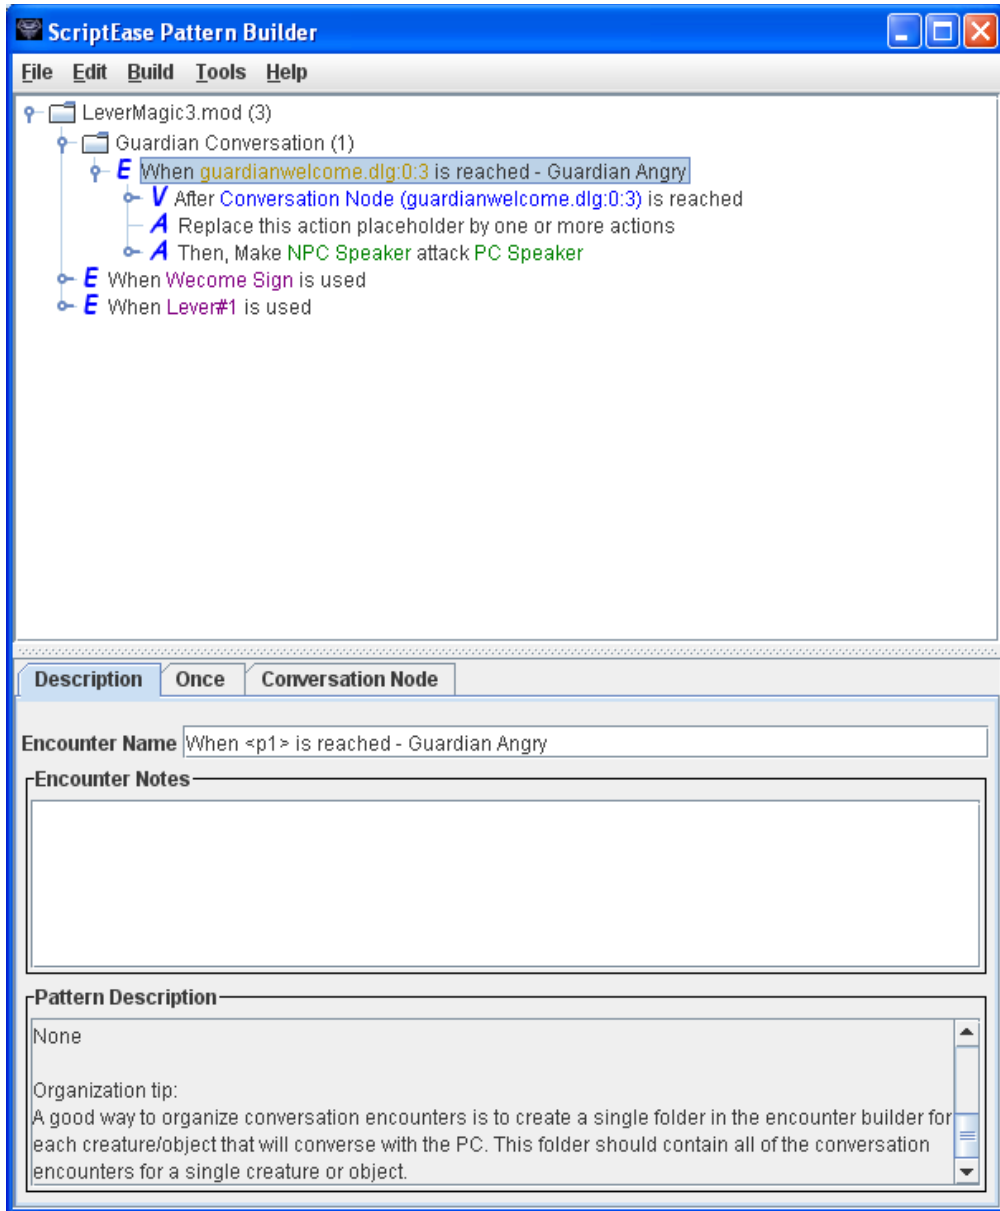 ScriptEase Pattern Builder
File Edit Build Tools Help
LeverMagic3.mod (3)
Guardian Conversation (1)
E When guardianwelcome.dlg:0:3 is reached - Guardian Angry
V After Conversation Node (guardianwelcome.dlg:0:3) is reached
A Replace this action placeholder by one or more actions
A Then, Make NPC Speaker attack PC Speaker
E When Wecome Sign is used
E When Lever#1 is used
Description Once Conversation Node
Encounter Name When <p1> is reached - Guardian Angry
Encounter Notes
Pattern Description
None
Organization tip:
A good way to organize conversation encounters is to create a single folder in the encounter builder for
each creature/object that will converse with the PC. This folder should contain all of the conversation
encounters for a single creature or object.